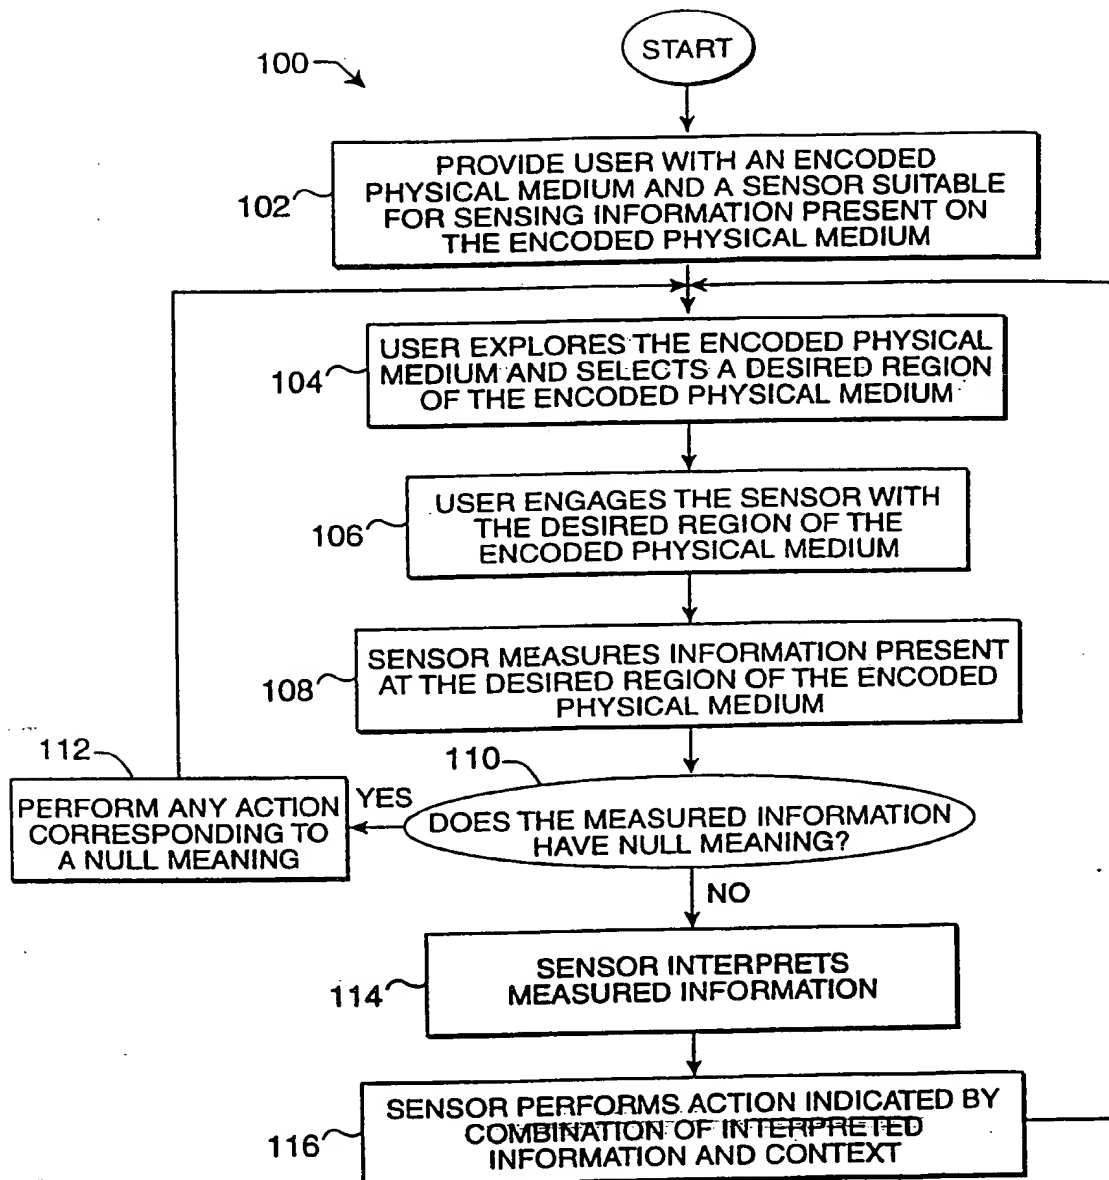 START
100
PROVIDE USER WITH AN ENCODED
PHYSICAL MEDIUM AND A SENSOR SUITABLE
FOR SENSING INFORMATION PRESENT ON
THE ENCODED PHYSICAL MEDIUM
102
USER EXPLORES THE ENCODED PHYSICAL
MEDIUM AND SELECTS A DESIRED REGION
OF THE ENCODED PHYSICAL MEDIUM
104
USER ENGAGES THE SENSOR WITH
THE DESIRED REGION OF THE
ENCODED PHYSICAL MEDIUM
106
SENSOR MEASURES INFORMATION PRESENT
AT THE DESIRED REGION OF THE ENCODED
PHYSICAL MEDIUM
108
110
DOES THE MEASURED INFORMATION
HAVE NULL MEANING?
YES
112
PERFORM ANY ACTION
CORRESPONDING TO
A NULL MEANING
NO
SENSOR INTERPRETS
MEASURED INFORMATION
114
SENSOR PERFORMS ACTION INDICATED BY
COMBINATION OF INTERPRETED
INFORMATION AND CONTEXT
116